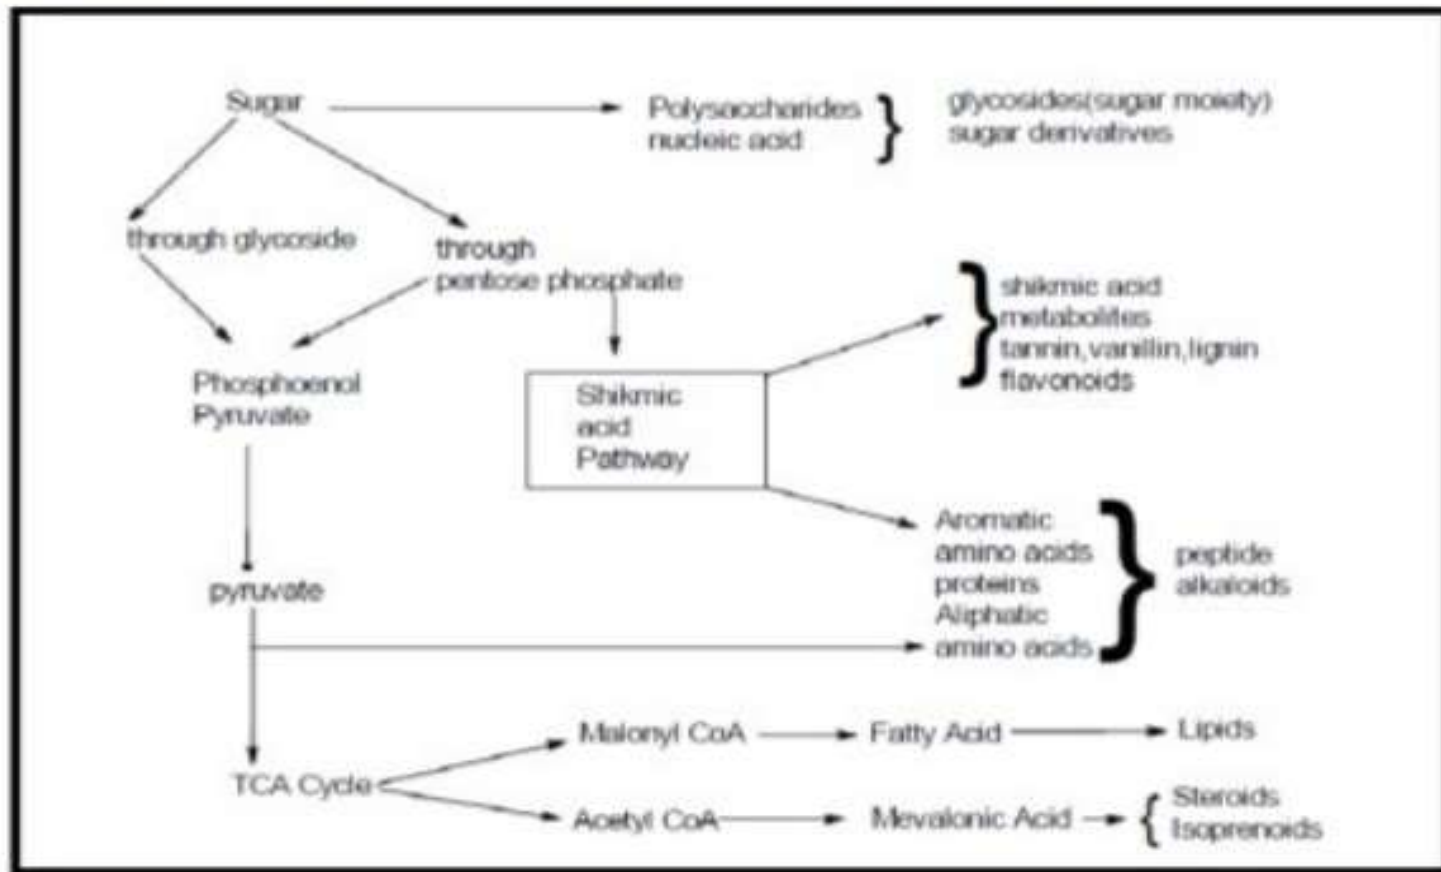 Sugar
Polysaccharides
nucleic acid
glycosides(sugar moiety)
sugar derivatives
through glycoside
through
pentose phosphate
shikmic acid
metabolites
tannin,vanillin,lignin
flavonoids
Phosphoenol
Pyruvate
Shikmic
acid
Pathway
Aromatic
amino acids
proteins
Aliphatic
amino acids
peptide
alkaloids
pyruvate
Malonyl CoA
Fatty Acid
Lipids
TCA Cycle
Acetyl CoA
Mevalonic Acid
Steroids
Isoprenoids